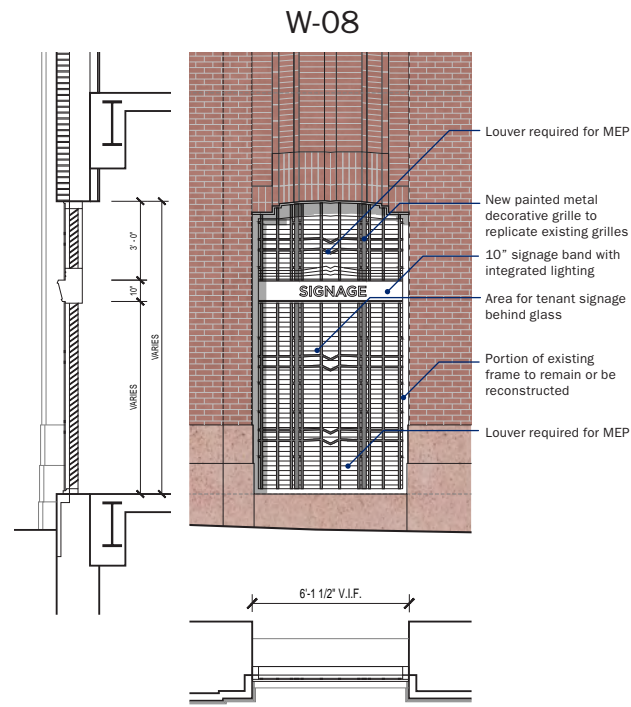 W-08
Louver required for MEP
New painted metal
decorative grille to
replicate existing grilles
10" signage band with
integrated lighting
Area for tenant signage
behind glass
Portion of existing
frame to remain or be
reconstructed
Louver required for MEP
SIGNAGE
3' - 0"
10"
VARIES
VARIES
6'-1 1/2" V.I.F.